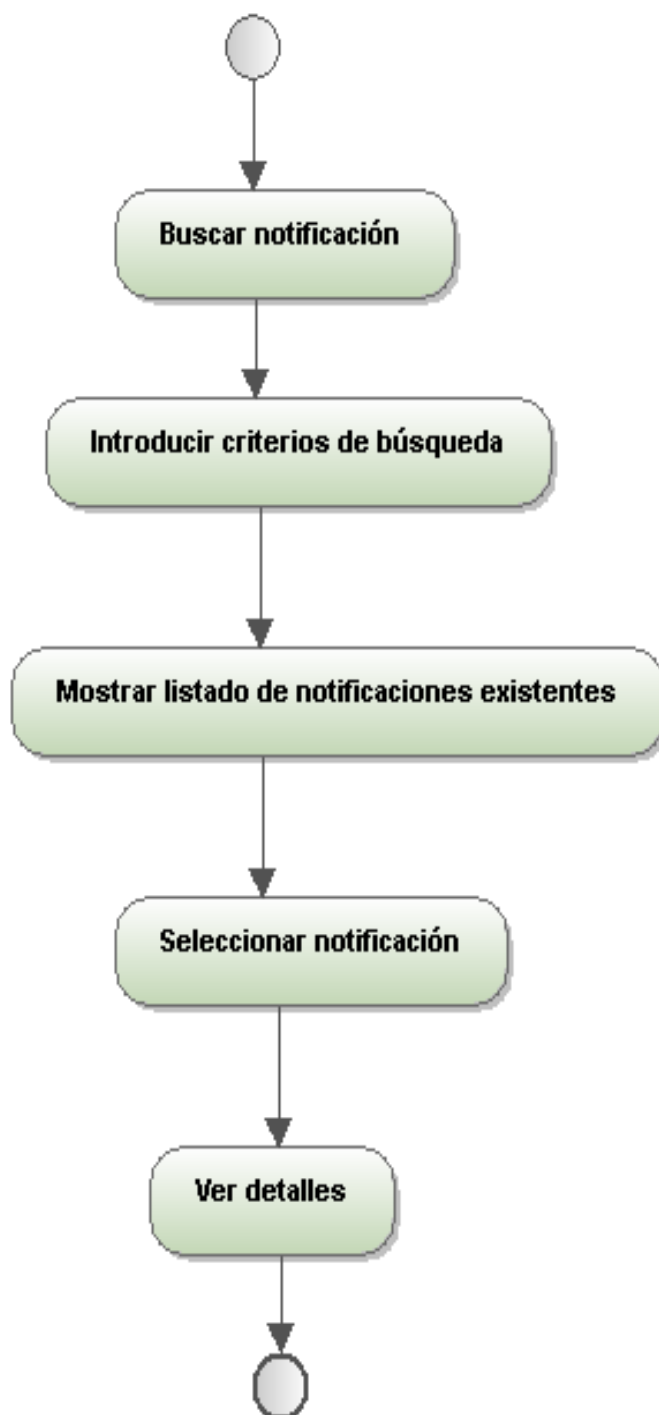 Buscar notificación
Introducir criterios de búsqueda
Mostrar listado de notificaciones existentes
Seleccionar notificación
Ver detalles